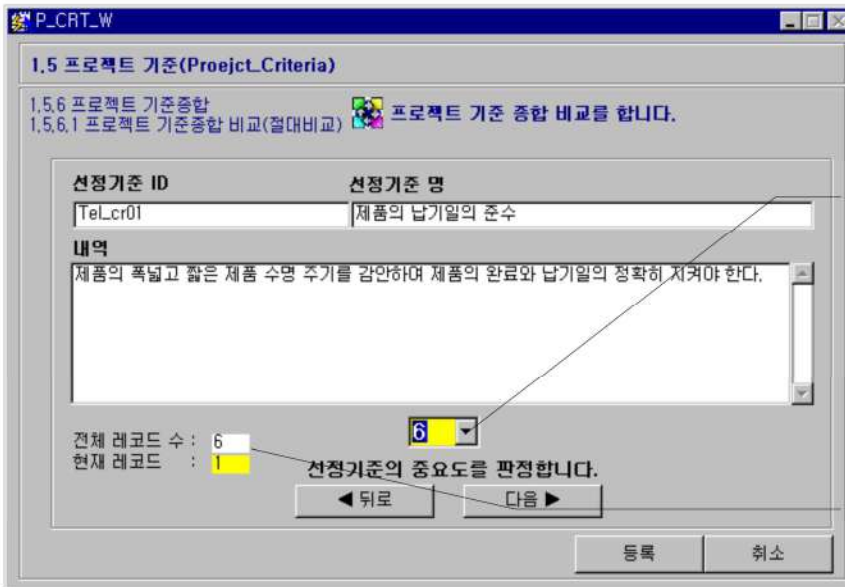 P_CRT_W
1.5 프로젝트 기준(Proejct_Criteria)
1.5.6 프로젝트 기준종합
1.5.6.1 프로젝트 기준종합 비교(절대비교)
프로젝트 기준 종합 비교를 합니다.
선정기준 ID 선정기준 명
Tel_cr01 제품의 납기일의 준수
내역
제품의 폭넓고 짧은 제품 수명 주기를 감안하며 제품의 완료와 납기일의 정확히 지켜야 한다.
6
전체 레코드 수 : 6
현재 레코드 : 1
선정기준의 중요도를 판정합니다.
◀ 뒤로 다음 ▶
등록 취소